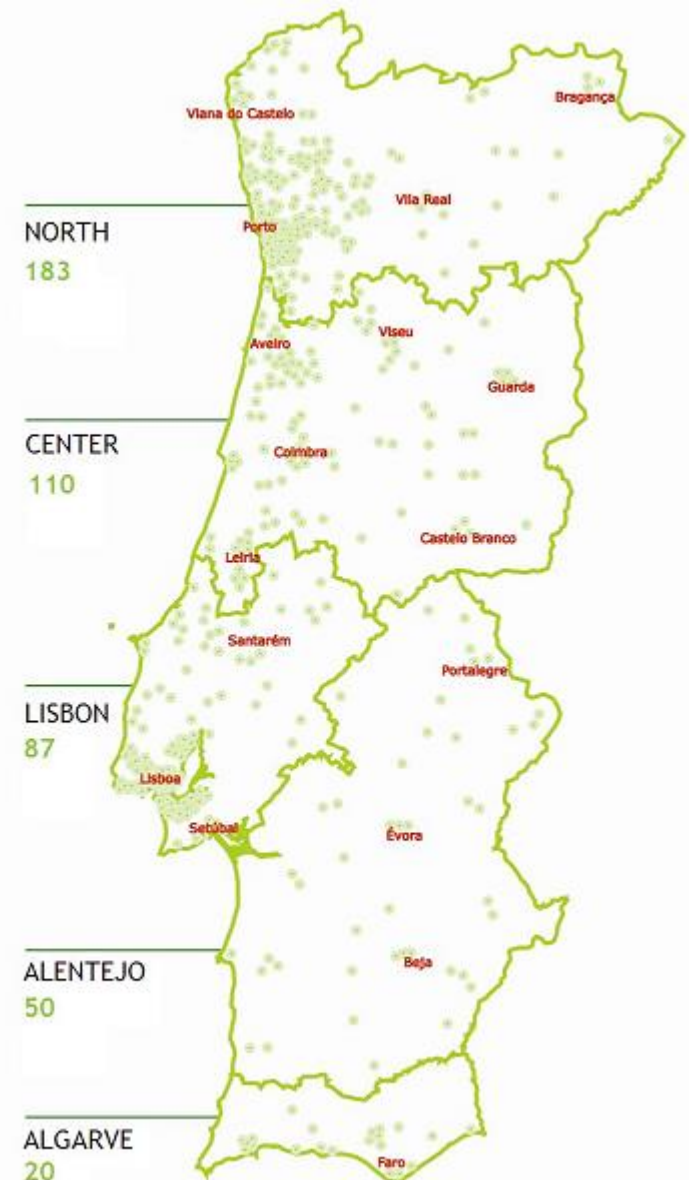 Bragança
Viana do Castelo
Vila Real
Porto
NORTH
183
Viseu
Aveiro
Guarda
CENTER
110
Coimbra
Castelo Branco
Leiria
Santarém
Portalegre
LISBON
87
Lisboa
Setúbal
Évora
Beja
ALENTEJO
50
ALGARVE
20
Faro